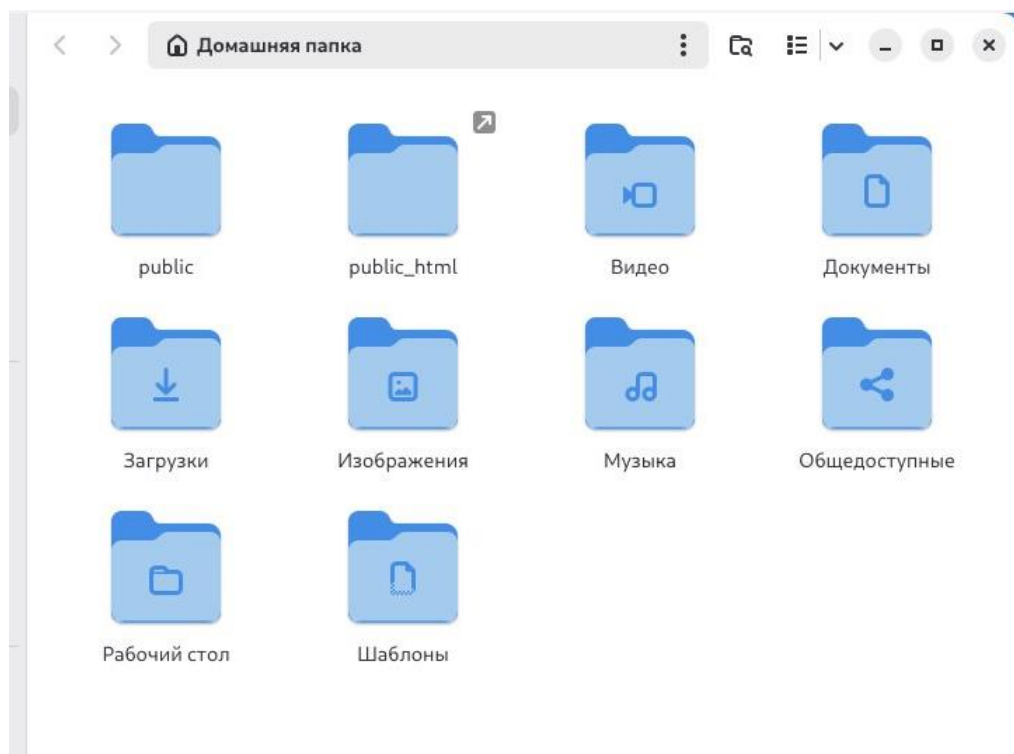 Домашняя папка
public
public_html
Видео
Документы
Загрузки
Изображения
Музыка
Общедоступные
Рабочий стол
Шаблоны